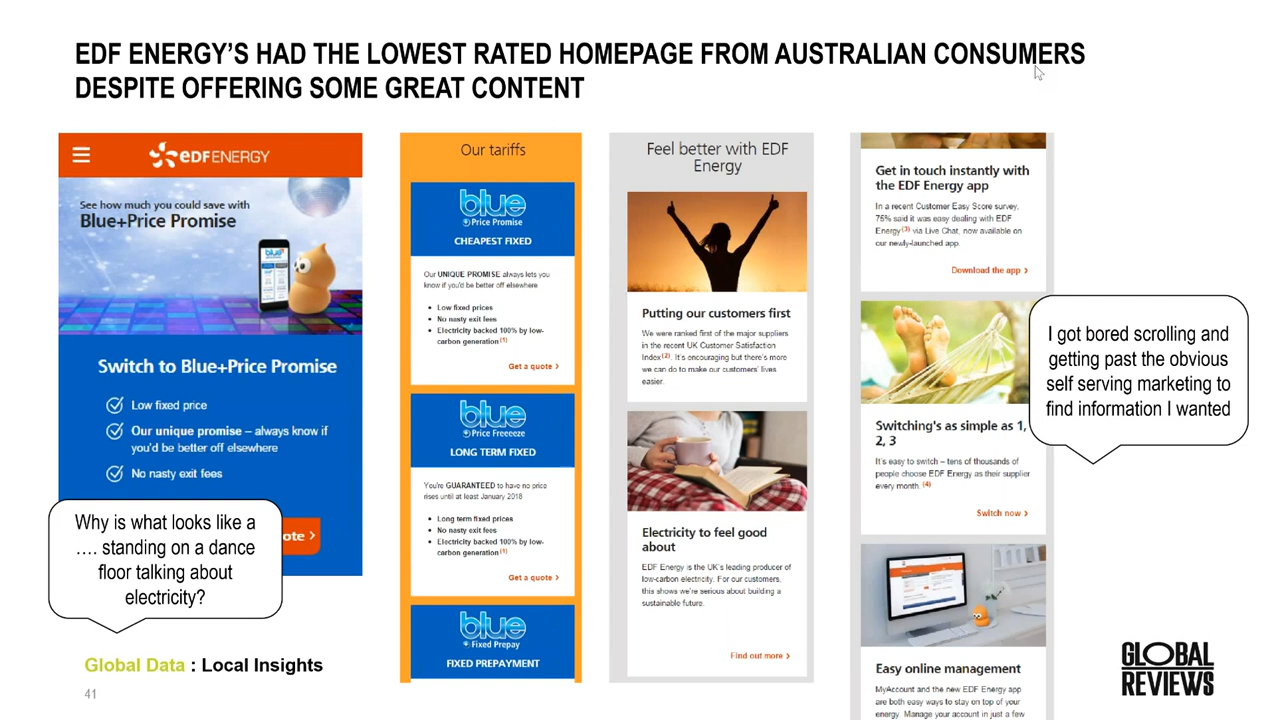 EDF ENERGY’S HAD THE LOWEST RATED HOMEPAGE FROM AUSTRALIAN CONSUMERS
DESPITE OFFERING SOME GREAT CONTENT
eDFENERGY
See how much you could save with
Blue+Price Promise
blue
Switch to Blue+Price Promise
Low fixed price
Our unique promise – always know if
you'd be better off elsewhere
No nasty exit fees
ote >
Why is what looks like a
…. standing on a dance
floor talking about
electricity?
Our tariffs
blue
+Price Promise
CHEAPEST FIXED
Our UNIQUE PROMISE always lets you
know if you'd be better off elsewhere
• Low fixed prices
• No nasty exit fees
• Electricity backed 100% by low-
carbon generation (1)
Get a quote >
blue
+Price Freeeeze
LONG TERM FIXED
You're GUARANTEED to have no price
rises until at least January 2018
• Long term fixed prices
• No nasty exit fees
• Electricity backed 100% by low-
carbon generation (1)
Get a quote >
blue
+Fixed Prepay
FIXED PREPAYMENT
Feel better with EDF
Energy
Putting our customers first
We were ranked first of the major suppliers
in the recent UK Customer Satisfaction
Index (2). It's encouraging but there's more
we can do to make our customers' lives
easier.
Electricity to feel good
about
EDF Energy is the UK's leading producer of
low-carbon electricity. For our customers,
this shows we're serious about building a
sustainable future.
Find out more >
Get in touch instantly with
the EDF Energy app
In a recent Customer Easy Score survey,
75% said it was easy dealing with EDF
Energy (3) via Live Chat, now available on
our newly-launched app.
Download the app >
Switching's as simple as 1,
2, 3
It's easy to switch – tens of thousands of
people choose EDF Energy as their supplier
every month. (4)
Switch now >
Easy online management
MyAccount and the new EDF Energy app
are both easy ways to stay on top of your
energy. Manage your account in just a few
I got bored scrolling and
getting past the obvious
self serving marketing to
find information I wanted
Global Data : Local Insights
41
GLOBAL
REVIEWS